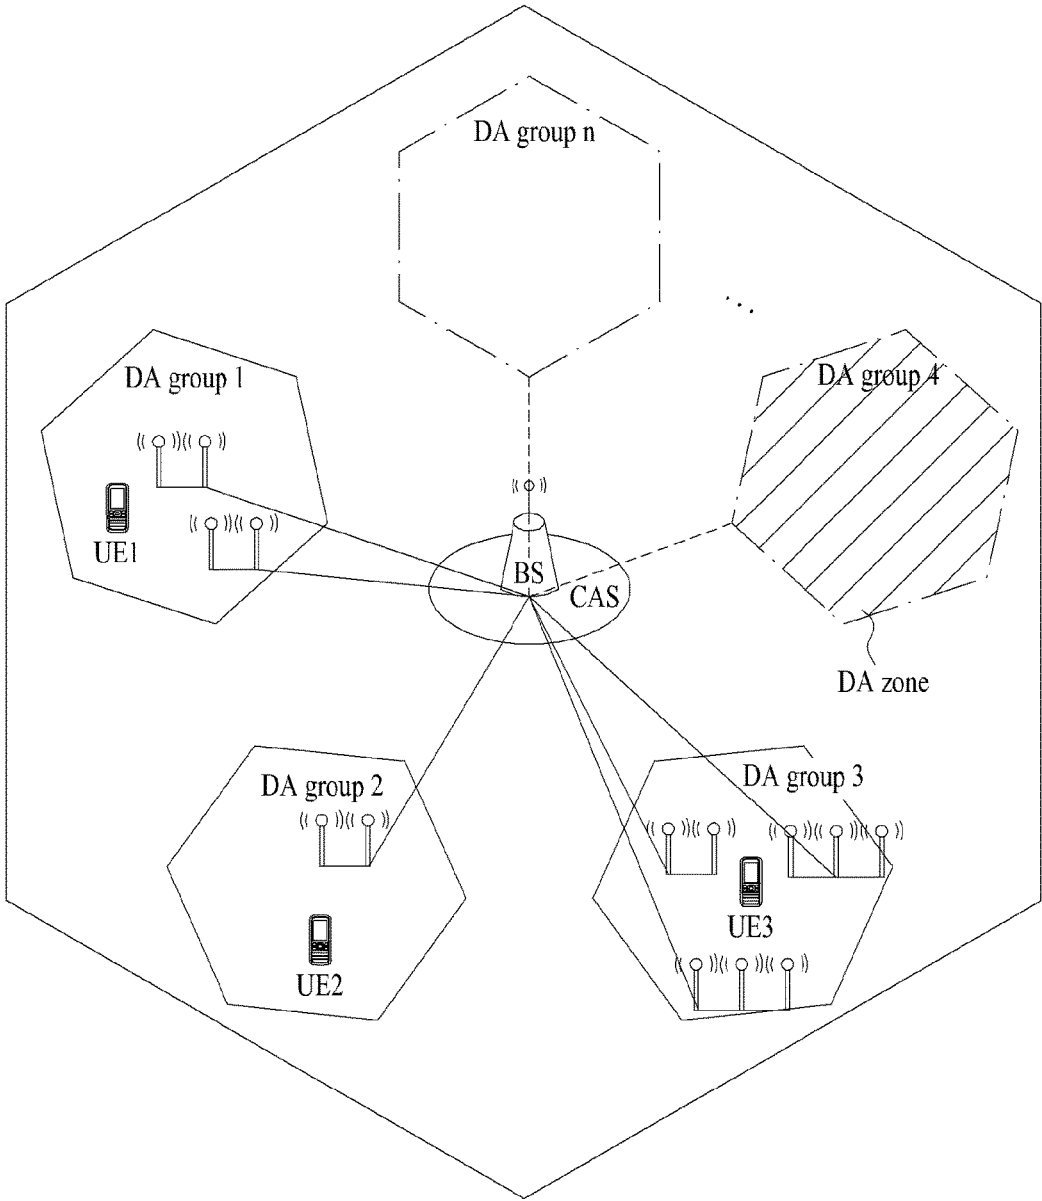 DA group n
DA group 1
DA group 4
UE1
BS
CAS
DA zone
DA group 2
DA group 3
UE3
UE2